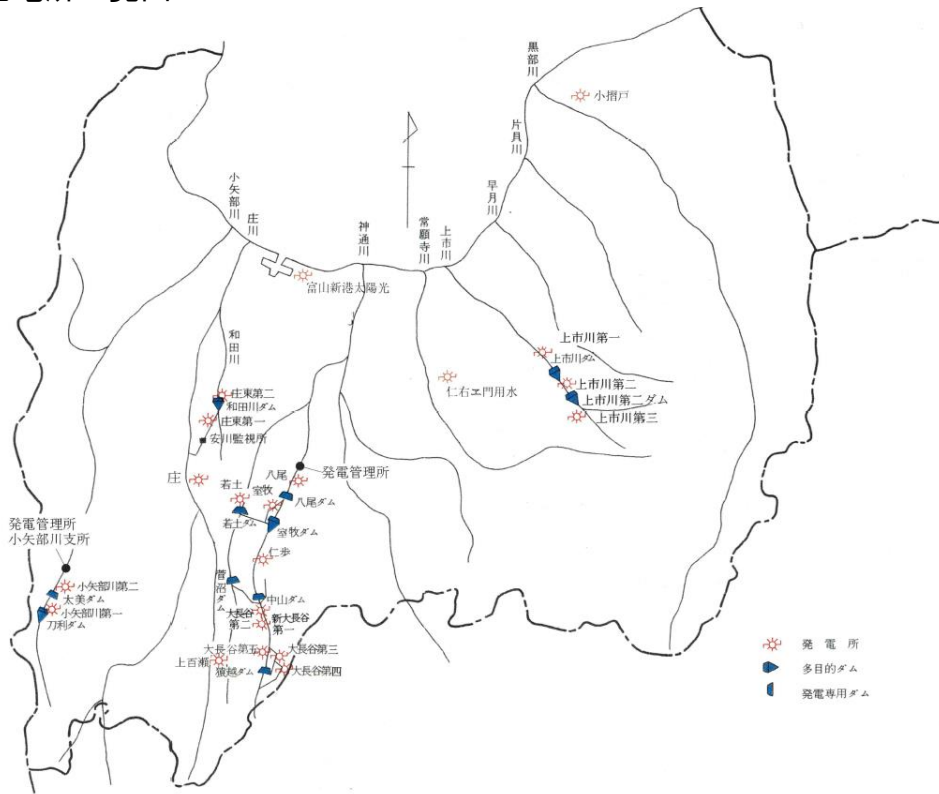 黒部川
小摺戸
片貝川
早月川
小矢部川
庄川
神通川
常願寺川
上市川
富山新港太陽光
和田川
上市川第一
上市川ダム
仁右エ門用水
上市川第二
上市川第二ダム
上市川第三
庄東第二
和田川ダム
庄東第一
安川監視所
発電管理所
庄
若土
室牧
八尾
八尾ダム
若土ダム
室牧ダム
仁歩
発電管理所
小矢部川支所
小矢部川第二
太美ダム
小矢部川第一
刀利ダム
菅沼ダム
中山ダム
大長谷
第二
新大長谷
第一
大長谷第五
大長谷第三
上百瀬
猿越ダム
大長谷第四
発電所
多目的ダム
発電専用ダム